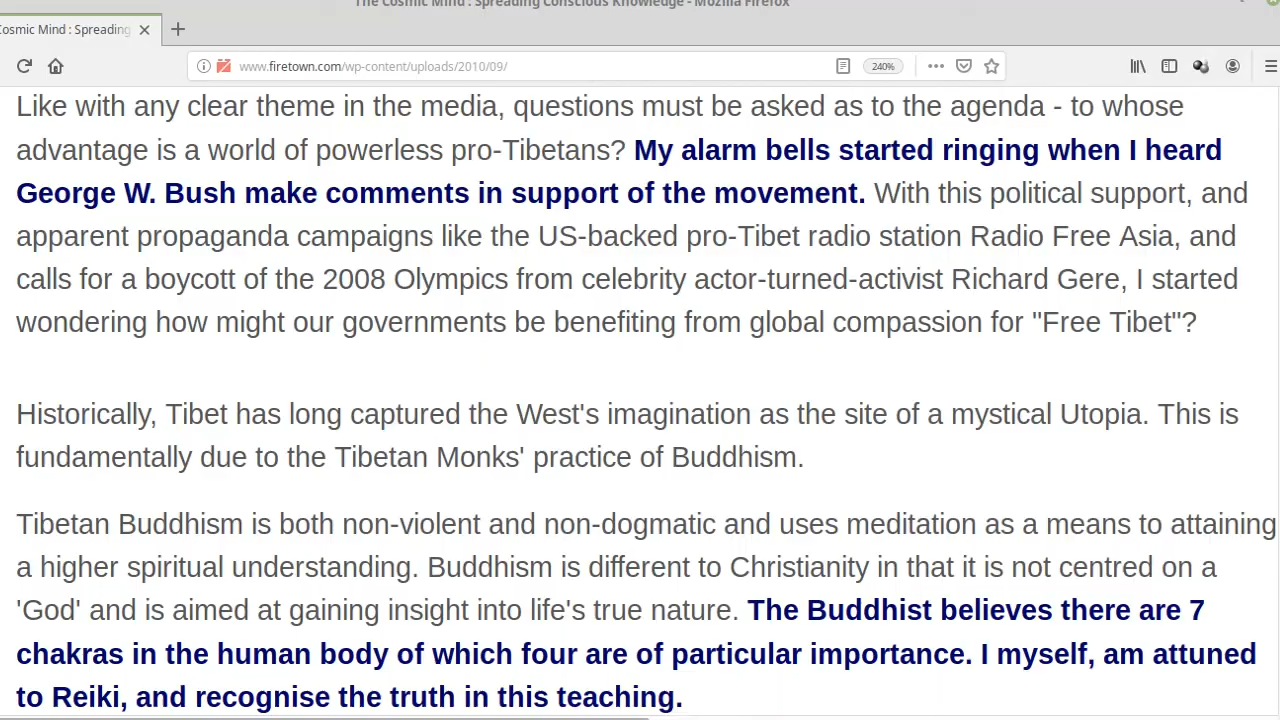 The Cosmic Mind : Spreading Conscious Knowledge - Mozilla Firefox
Cosmic Mind : Spreading
www.firetown.com/wp-content/uploads/2010/09/
240%
Like with any clear theme in the media, questions must be asked as to the agenda - to whose
advantage is a world of powerless pro-Tibetans? My alarm bells started ringing when I heard
George W. Bush make comments in support of the movement. With this political support, and
apparent propaganda campaigns like the US-backed pro-Tibet radio station Radio Free Asia, and
calls for a boycott of the 2008 Olympics from celebrity actor-turned-activist Richard Gere, I started
wondering how might our governments be benefiting from global compassion for "Free Tibet"?
Historically, Tibet has long captured the West's imagination as the site of a mystical Utopia. This is
fundamentally due to the Tibetan Monks' practice of Buddhism.
Tibetan Buddhism is both non-violent and non-dogmatic and uses meditation as a means to attaining
a higher spiritual understanding. Buddhism is different to Christianity in that it is not centred on a
'God' and is aimed at gaining insight into life's true nature. The Buddhist believes there are 7
chakras in the human body of which four are of particular importance. I myself, am attuned
to Reiki, and recognise the truth in this teaching.